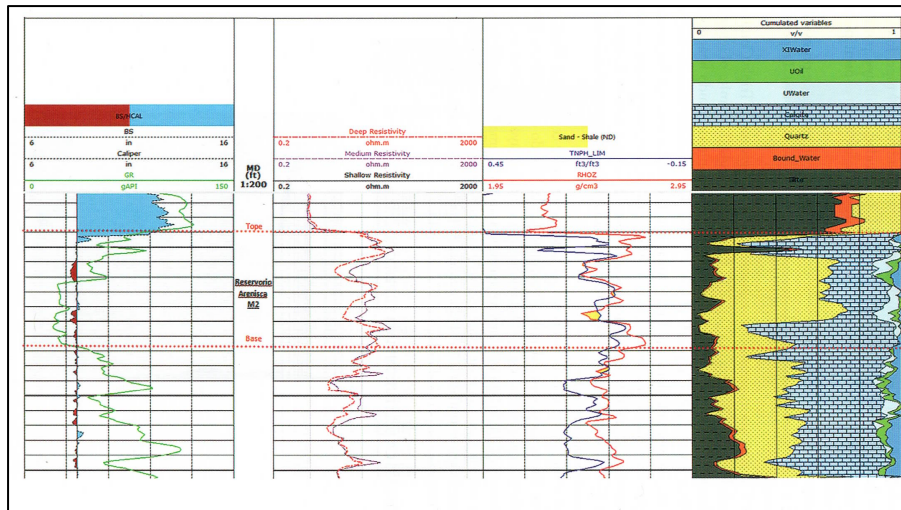 Cumulated variables
0 v/v 1
XIWater
UOil
UWater
Calcite
Quartz
Bound_Water
BS/HCAL
BS
6 in 16
Caliper
6 in 16
GR
0 gAPI 150
MD
(ft)
1:200
Deep Resistivity
0.2 ohm.m 2000
Medium Resistivity
0.2 ohm.m 2000
Shallow Resistivity
0.2 ohm.m 2000
Sand - Shale (ND)
TNPH_LIM
0.45 ft3/ft3 -0.15
RHOZ
1.95 g/cm3 2.95
Tope
Reservorio
Arenisca
M2
Base